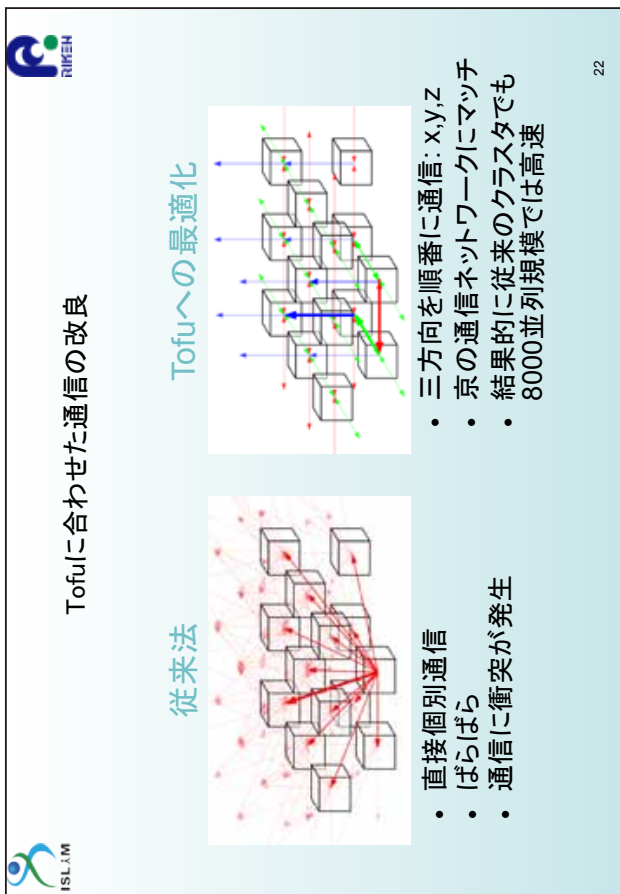 ISLiM
RIKEN
Tofuに合わせた通信の改良
従来法
• 直接個別通信
• ばらばら
• 通信に衝突が発生
Tofuへの最適化
• 三方向を順番に通信: x,y,z
• 京の通信ネットワークにマッチ
• 結果的に従来のクラスタでも
8000並列規模では高速
22